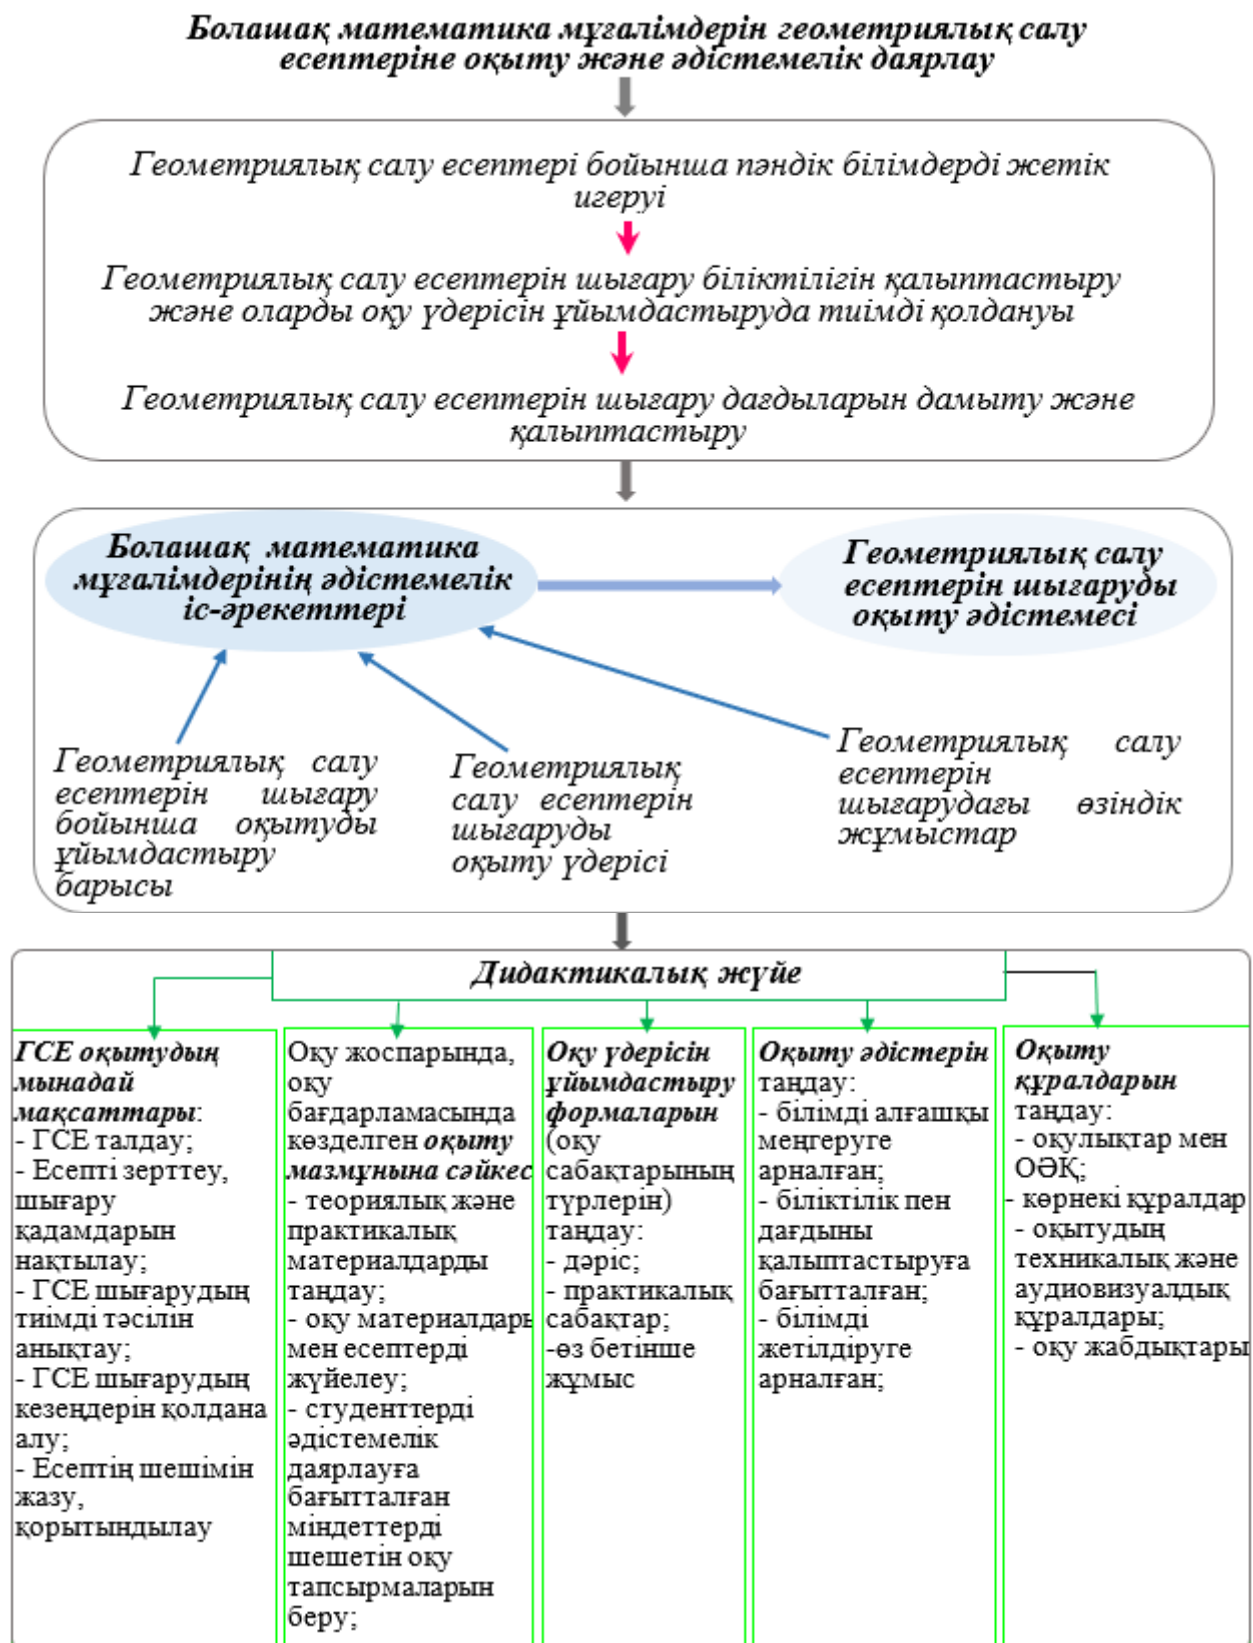 Болашақ математика мұғалімдерін геометриялық салу
есептеріне оқыту және әдістемелік даярлау
Геометриялық салу есептері бойынша пәндік білімдерді жетік
игеруі
Геометриялық салу есептерін шығару біліктілігін қалыптастыру
және оларды оқу үдерісін ұйымдастыруда тиімді қолдануы
Геометриялық салу есептерін шығару дағдыларын дамыту және
қалыптастыру
Болашақ математика
мұғалімдерінің әдістемелік
іс-әрекеттері
Геометриялық салу
есептерін шығаруды
оқыту әдістемесі
Геометриялық салу
есептерін шығару
бойынша оқытуды
ұйымдастыру
барысы
Геометриялық
салу есептерін
шығаруды
оқыту үдерісі
Геометриялық салу
есептерін
шығарудағы өзіндік
жұмыстар
Дидактикалық жүйе
ГСЕ оқытудың
мынадай
мақсаттары:
- ГСЕ талдау;
- Есепті зерттеу,
шығару
қадамдарын
нақтылау;
- ГСЕ шығарудың
тиімді тәсілін
анықтау;
- ГСЕ шығарудың
кезеңдерін қолдана
алу;
- Есептің шешімін
жазу,
қорытындылау
Оқу жоспарында,
оқу
бағдарламасында
көзделген оқыту
мазмұнына сәйкес
- теориялық және
практикалық
материалдарды
таңдау;
- оқу материалдары
мен есептерді
жүйелеу;
- студенттерді
әдістемелік
даярлауға
бағытталған
міндеттерді
шешетін оқу
тапсырмаларын
беру;
Оқу үдерісін
ұйымдастыру
формаларын
(оқу
сабақтарының
түрлерін)
таңдау:
- дәріс;
- практикалық
сабақтар;
-өз бетінше
жұмыс
Оқыту әдістерін
таңдау:
- білімді алғашқы
меңгеруге
арналған;
- біліктілік пен
дағдыны
қалыптастыруға
бағытталған;
- білімді
жетілдіруге
арналған;
Оқыту
құралдарын
таңдау:
- оқулықтар мен
ОӘҚ;
- көрнекі құралдар
- оқытудың
техникалық және
аудиовизуалдық
құралдары;
- оқу жабдықтары